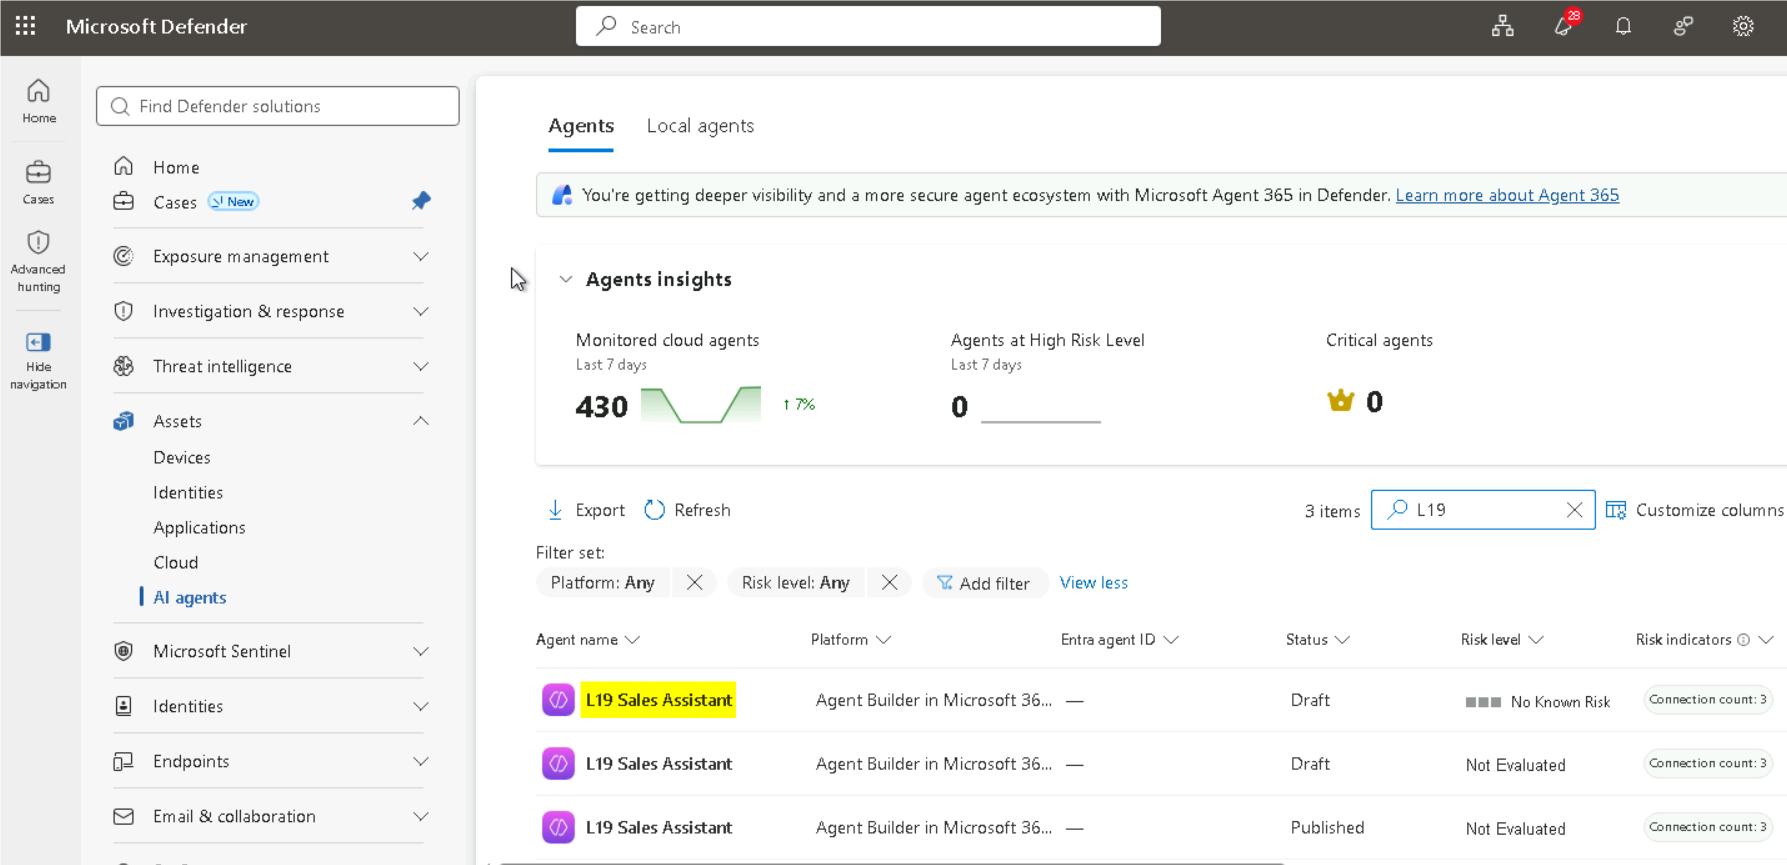 Microsoft Defender
Search
28
Home
Cases
Advanced
hunting
Hide
navigation
Find Defender solutions
Home
Cases New
Exposure management
Investigation & response
Threat intelligence
Assets
Devices
Identities
Applications
Cloud
AI agents
Microsoft Sentinel
Identities
Endpoints
Email & collaboration
Agents Local agents
You're getting deeper visibility and a more secure agent ecosystem with Microsoft Agent 365 in Defender. Learn more about Agent 365
Agents insights
Monitored cloud agents
Last 7 days
430 ↑ 7%
Agents at High Risk Level
Last 7 days
0
Critical agents
0
Export Refresh 3 items L19 Customize columns
Filter set:
Platform: Any Risk level: Any Add filter View less
Agent name Platform Entra agent ID Status Risk level Risk indicators
L19 Sales Assistant Agent Builder in Microsoft 36... — Draft No Known Risk Connection count: 3
L19 Sales Assistant Agent Builder in Microsoft 36... — Draft Not Evaluated Connection count: 3
L19 Sales Assistant Agent Builder in Microsoft 36... — Published Not Evaluated Connection count: 3